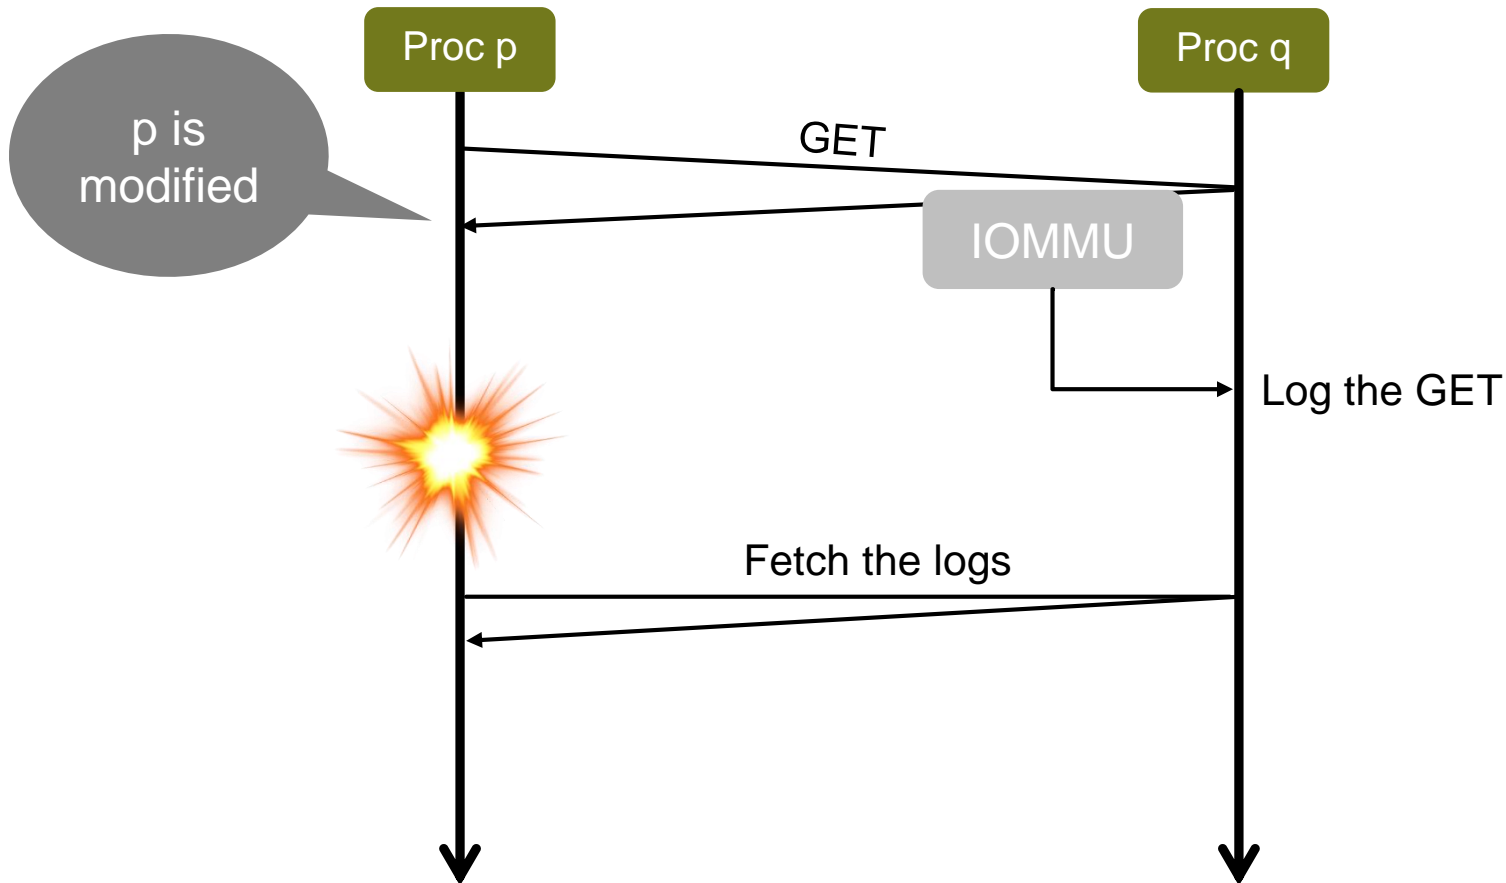 Proc p
Proc q
p is
modified
GET
IOMMU
Log the GET
Fetch the logs